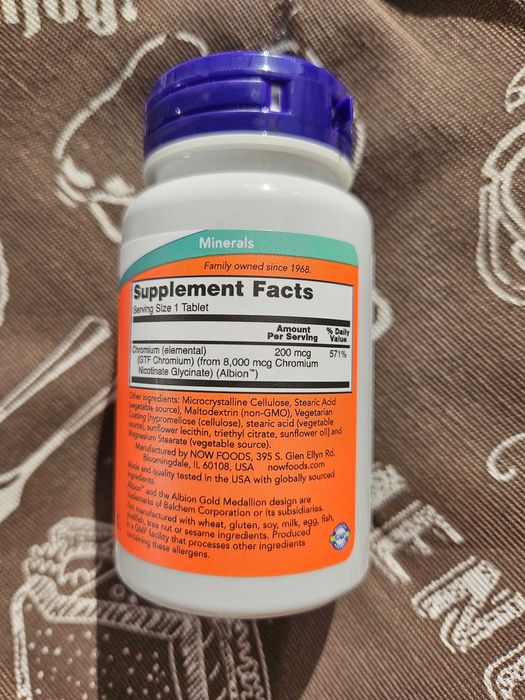 Minerals
Family owned since 1968.
Supplement Facts
Serving Size 1 Tablet
Amount Per Serving
% Daily Value
Chromium (elemental) 200 mcg 571%
(GTF Chromium) (from 8,000 mcg Chromium
Nicotinate Glycinate) (Albion™)
Other ingredients: Microcrystalline Cellulose, Stearic Acid
(vegetable source), Maltodextrin (non-GMO), Vegetarian
Coating [hypromellose (cellulose), stearic acid (vegetable
source), sunflower lecithin, triethyl citrate, sunflower oil] and
Magnesium Stearate (vegetable source).
Manufactured by NOW FOODS, 395 S. Glen Ellyn Rd.
Bloomingdale, IL 60108, USA nowfoods.com
Made and quality tested in the USA with globally sourced
ingredients.
Albion™ and the Albion Gold Medallion design are
trademarks of Balchem Corporation or its subsidiaries.
Not manufactured with wheat, gluten, soy, milk, egg, fish,
shellfish, tree nut or sesame ingredients. Produced
in a GMP facility that processes other ingredients
containing these allergens.
GMP